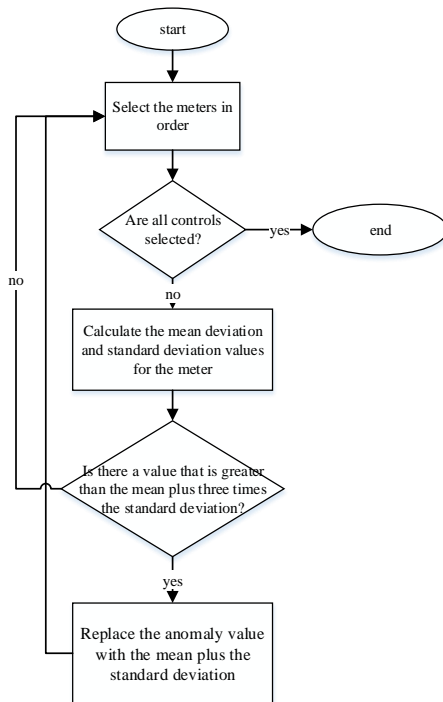 start
Select the meters in
order
Are all controls
selected?
yes
end
no
no
Calculate the mean deviation
and standard deviation values
for the meter
Is there a value that is greater
than the mean plus three times
the standard deviation?
yes
Replace the anomaly value
with the mean plus the
standard deviation